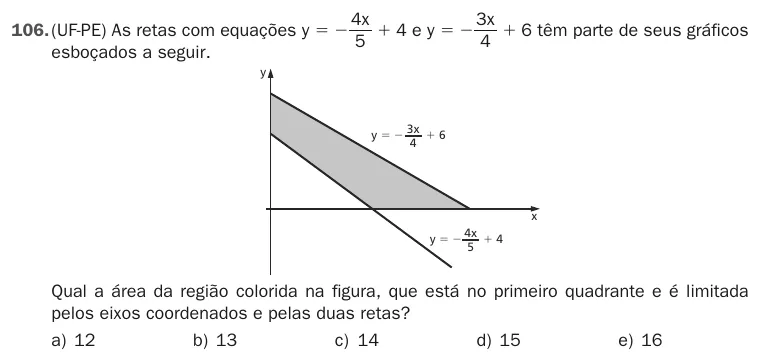 106. (UF-PE) As retas com equações y = −4x/5 + 4 e y = −3x/4 + 6 têm parte de seus gráficos
esboçados a seguir.
y
y = −3x/4 + 6
x
y = −4x/5 + 4
Qual a área da região colorida na figura, que está no primeiro quadrante e é limitada
pelos eixos coordenados e pelas duas retas?
a) 12 b) 13 c) 14 d) 15 e) 16